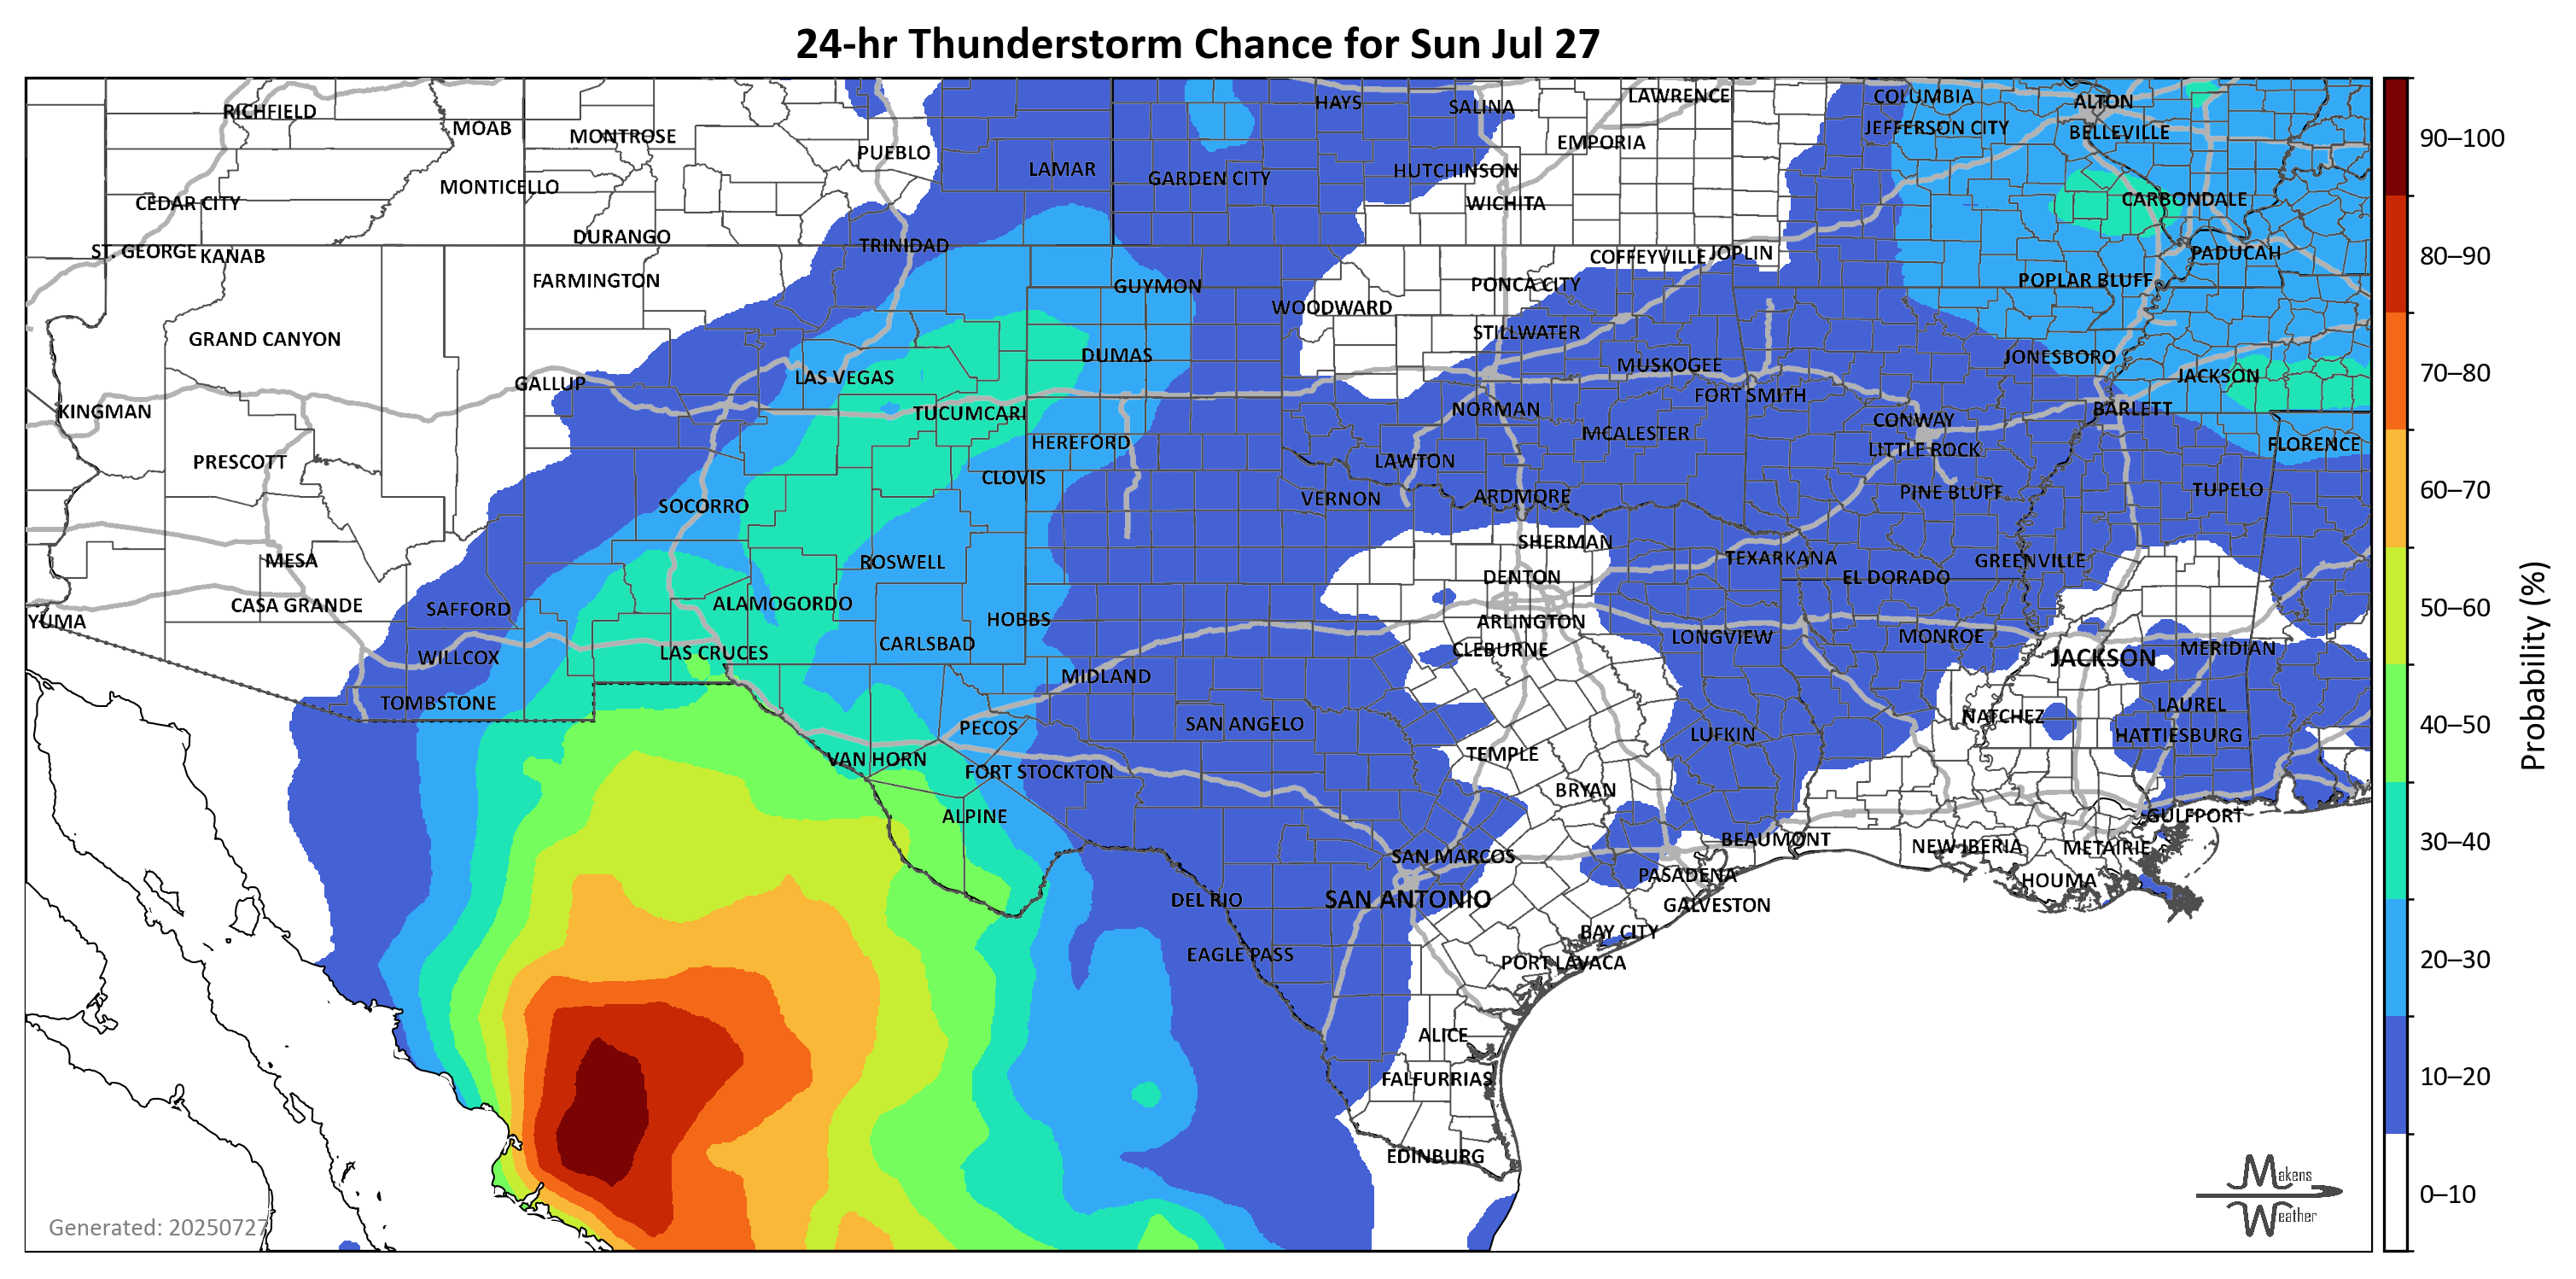 24-hr Thunderstorm Chance for Sun Jul 27
RICHFIELD
MOAB
MONTROSE
PUEBLO
LAMAR
HAYS
SALINA
LAWRENCE
COLUMBIA
ALTON
JEFFERSON CITY
BELLEVILLE
EMPORIA
HUTCHINSON
GARDEN CITY
MONTICELLO
CEDAR CITY
WICHITA
CARBONDALE
DURANGO
TRINIDAD
ST. GEORGE
KANAB
COFFEYVILLE
JOPLIN
PADUCAH
FARMINGTON
GUYMON
PONCA CITY
POPLAR BLUFF
WOODWARD
GRAND CANYON
STILLWATER
DUMAS
JONESBORO
MUSKOGEE
LAS VEGAS
JACKSON
GALLUP
FORT SMITH
KINGMAN
TUCUMCARI
NORMAN
BARLETT
CONWAY
MCALESTER
HEREFORD
FLORENCE
LITTLE ROCK
PRESCOTT
LAWTON
CLOVIS
TUPELO
PINE BLUFF
VERNON
ARDMORE
SOCORRO
SHERMAN
MESA
ROSWELL
TEXARKANA
GREENVILLE
DENTON
EL DORADO
CASA GRANDE
SAFFORD
ALAMOGORDO
YUMA
HOBBS
ARLINGTON
LONGVIEW
MONROE
CARLSBAD
CLEBURNE
MERIDIAN
WILLCOX
LAS CRUCES
JACKSON
MIDLAND
TOMBSTONE
LAUREL
NATCHEZ
SAN ANGELO
PECOS
LUFKIN
HATTIESBURG
TEMPLE
VAN HORN
FORT STOCKTON
BRYAN
ALPINE
GULFPORT
BEAUMONT
NEW IBERIA
METAIRIE
SAN MARCOS
PASADENA
HOUMA
DEL RIO
SAN ANTONIO
GALVESTON
BAY CITY
EAGLE PASS
PORT LAVACA
ALICE
FALFURRIAS
EDINBURG
Generated: 20250727
Makens
Weather
90–100
80–90
70–80
60–70
50–60
40–50
30–40
20–30
10–20
0–10
Probability (%)